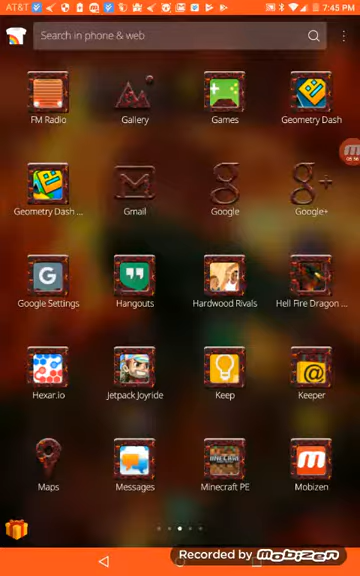 AT&T 7:45 PM
Search in phone & web
FM Radio Gallery Games Geometry Dash
05:56
Geometry Dash ... Gmail Google Google+
Google Settings Hangouts Hardwood Rivals Hell Fire Dragon ...
Hexar.io Jetpack Joyride Keep Keeper
Maps Messages Minecraft PE Mobizen
Recorded by mobizen